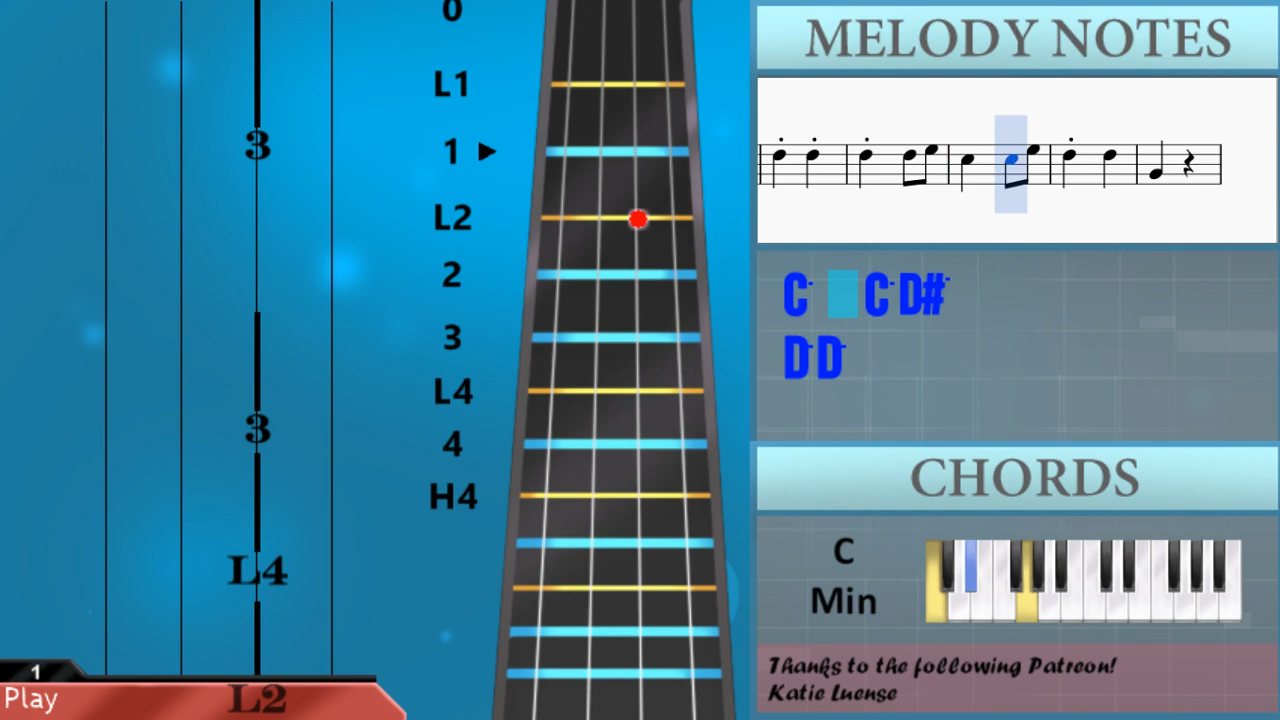 3
3
L4
1
Play
L2
0
L1
1
L2
2
3
L4
4
H4
MELODY NOTES
C C D#
D D
CHORDS
C
Min
Thanks to the following Patreon!
Katie Luense